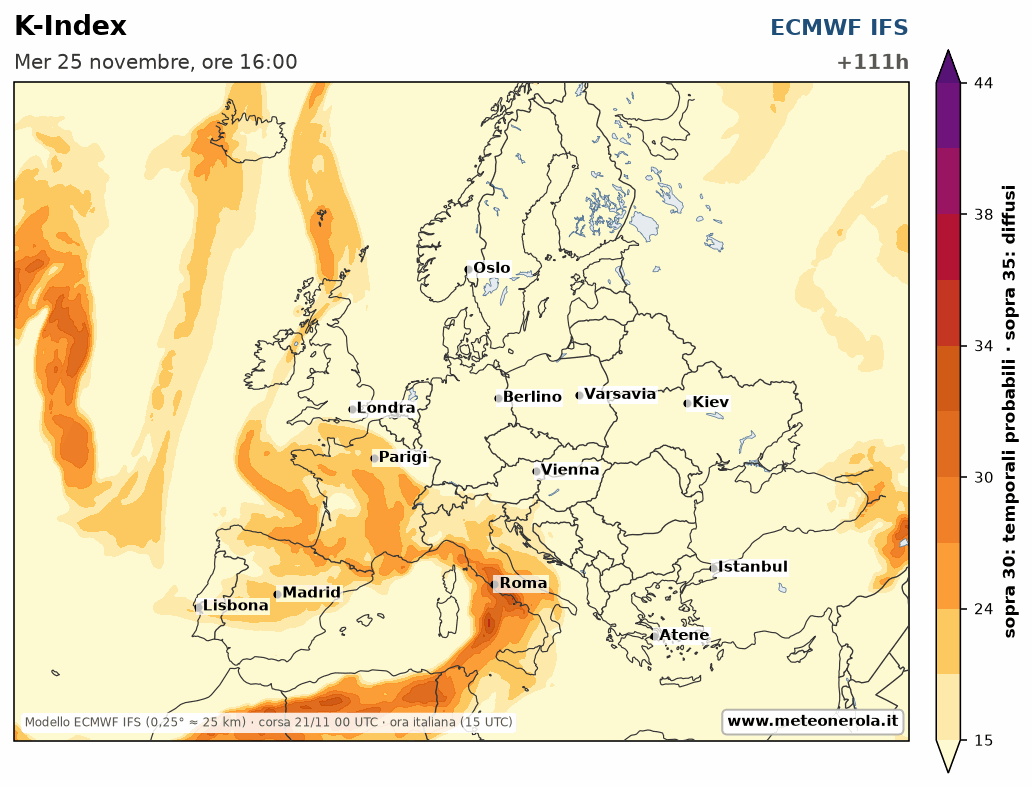 K-Index
ECMWF IFS
Mer 25 novembre, ore 16:00
+111h
44
38
34
30
24
15
sopra 30: temporali probabili · sopra 35: diffusi
Oslo
Berlino
Varsavia
Kiev
Londra
Parigi
Vienna
Istanbul
Roma
Madrid
Lisbona
Atene
Modello ECMWF IFS (0,25° ≈ 25 km) · corsa 21/11 00 UTC · ora italiana (15 UTC)
www.meteonerola.it